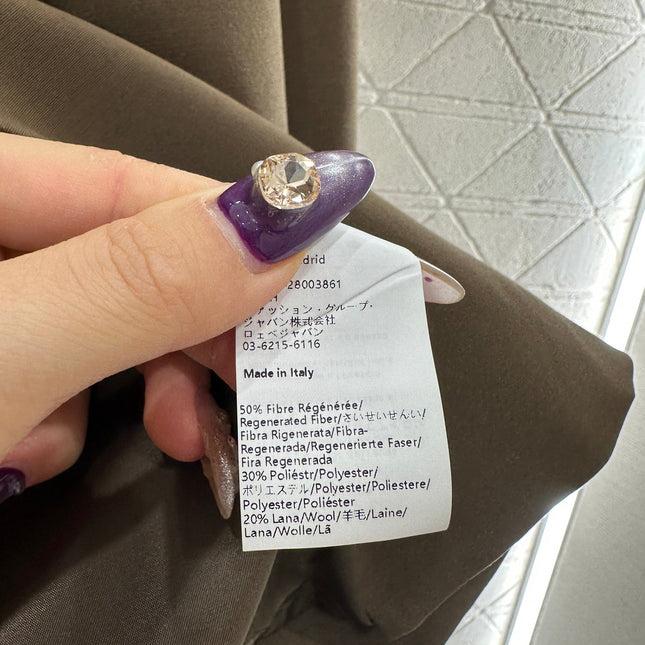 28003861
ファッション・グループ・
ジャパン株式会社
ロエベジャパン
03-6215-6116
Made in Italy
50% Fibre Régénérée/
Regenerated Fiber/さいせいせんい/
Fibra Rigenerata/Fibra-
Regenerada/Regenerierte Faser/
Fira Regenerada
30% Poliéstr/Polyester/
ポリエステル/Polyester/Poliestere/
Polyester/Poliéster
20% Lana/Wool/羊毛/Laine/
Lana/Wolle/Lã